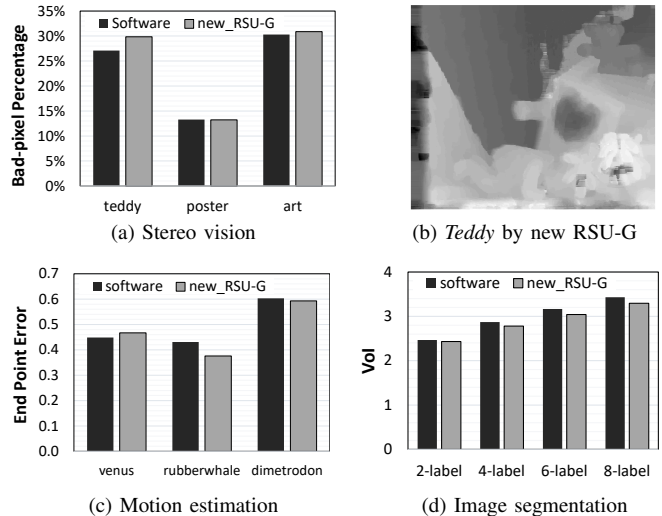 Software new_RSU-G
35%
30%
25%
20%
15%
10%
5%
0%
Bad-pixel Percentage
teddy poster art
(a) Stereo vision
(b) Teddy by new RSU-G
software new_RSU-G
0.7
0.6
0.5
0.4
0.3
0.2
0.1
0.0
End Point Error
venus rubberwhale dimetrodon
(c) Motion estimation
software new_RSU-G
4
3
2
1
0
VoI
2-label 4-label 6-label 8-label
(d) Image segmentation